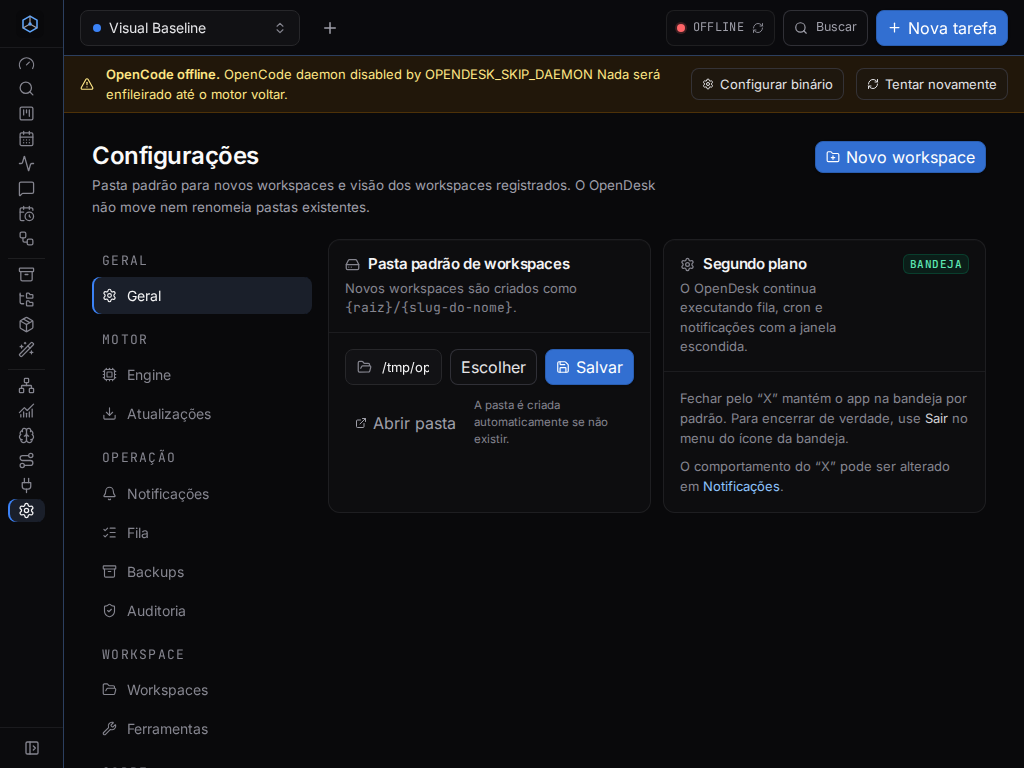 Visual Baseline
OFFLINE
Buscar
Nova tarefa
OpenCode offline. OpenCode daemon disabled by OPENDESK_SKIP_DAEMON Nada será
enfileirado até o motor voltar.
Configurar binário
Tentar novamente
Configurações
Novo workspace
Pasta padrão para novos workspaces e visão dos workspaces registrados. O OpenDesk
não move nem renomeia pastas existentes.
GERAL
Geral
MOTOR
Engine
Atualizações
OPERAÇÃO
Notificações
Fila
Backups
Auditoria
WORKSPACE
Workspaces
Ferramentas
Pasta padrão de workspaces
Novos workspaces são criados como
{raiz}/{slug-do-nome}.
/tmp/op
Escolher
Salvar
Abrir pasta
A pasta é criada
automaticamente se não
existir.
Segundo plano
BANDEJA
O OpenDesk continua
executando fila, cron e
notificações com a janela
escondida.
Fechar pelo “X” mantém o app na bandeja por
padrão. Para encerrar de verdade, use Sair no
menu do ícone da bandeja.
O comportamento do “X” pode ser alterado
em Notificações.